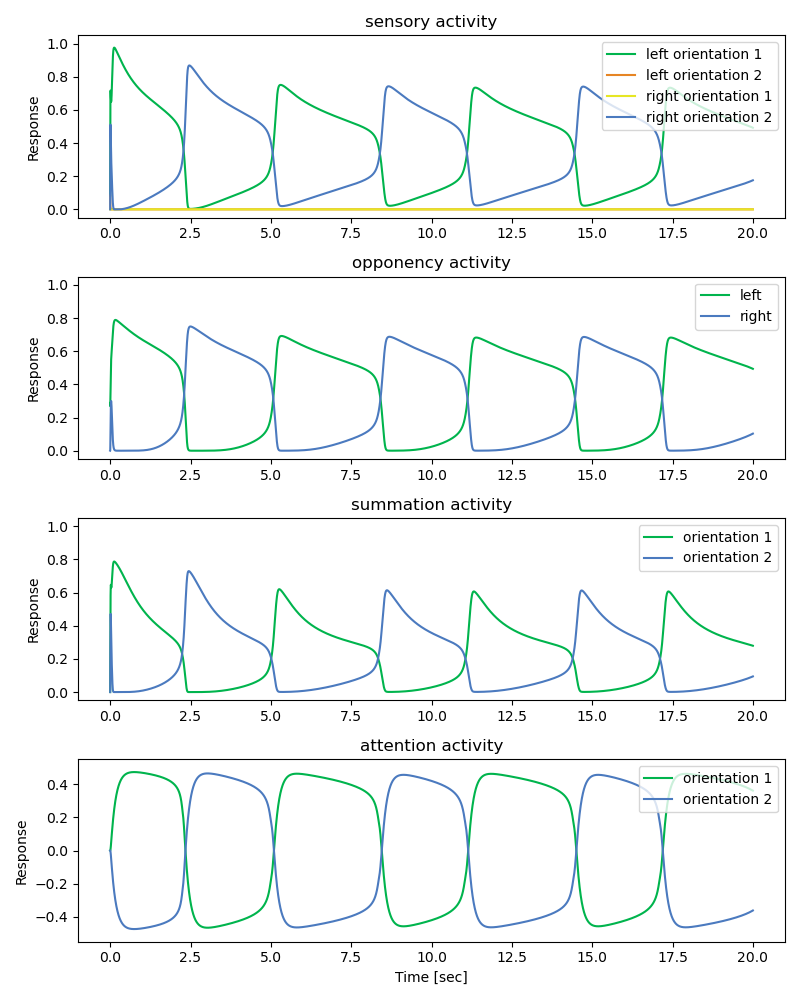 sensory activity
1.0
0.8
0.6
0.4
0.2
0.0
Response
left orientation 1
left orientation 2
right orientation 1
right orientation 2
0.0 2.5 5.0 7.5 10.0 12.5 15.0 17.5 20.0
opponency activity
1.0
0.8
0.6
0.4
0.2
0.0
Response
left
right
0.0 2.5 5.0 7.5 10.0 12.5 15.0 17.5 20.0
summation activity
1.0
0.8
0.6
0.4
0.2
0.0
Response
orientation 1
orientation 2
0.0 2.5 5.0 7.5 10.0 12.5 15.0 17.5 20.0
attention activity
0.4
0.2
0.0
−0.2
−0.4
Response
orientation 1
orientation 2
0.0 2.5 5.0 7.5 10.0 12.5 15.0 17.5 20.0
Time [sec]